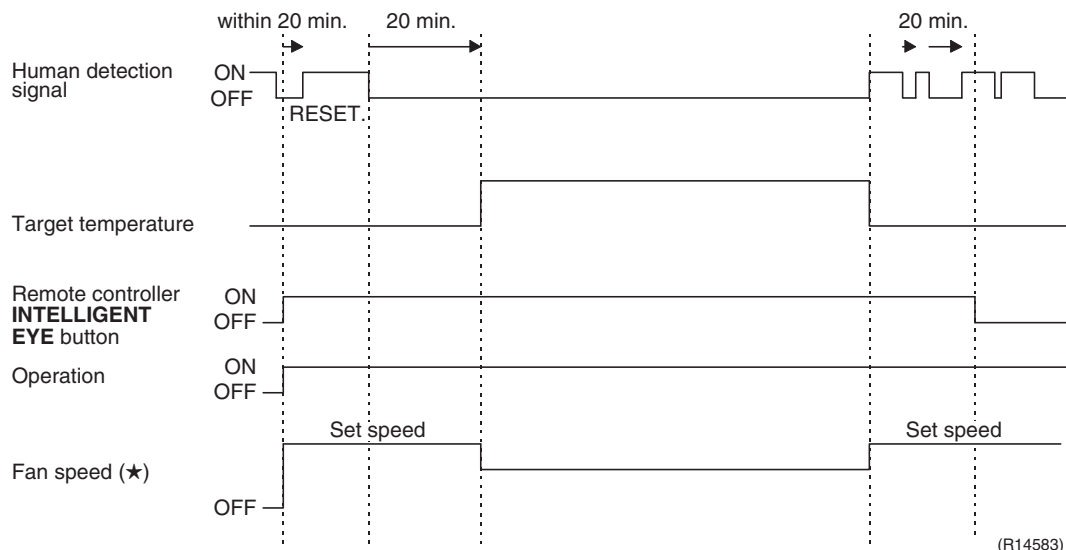 within 20 min.
20 min.
20 min.
Human detection
signal
ON
OFF
RESET.
Target temperature
Remote controller
INTELLIGENT
EYE button
ON
OFF
Operation
ON
OFF
Set speed
Set speed
Fan speed (★)
OFF
(R14583)